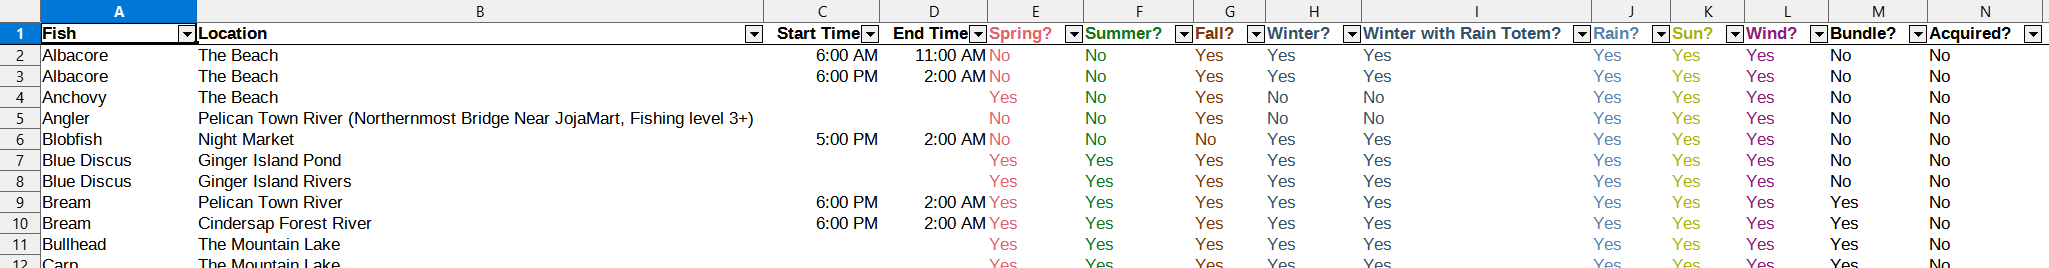 A B C D E F G H I J K L M N
1 Fish Location Start Time End Time Spring? Summer? Fall? Winter? Winter with Rain Totem? Rain? Sun? Wind? Bundle? Acquired?
2 Albacore The Beach 6:00 AM 11:00 AM No No Yes Yes Yes Yes Yes Yes No No
3 Albacore The Beach 6:00 PM 2:00 AM No No Yes Yes Yes Yes Yes Yes No No
4 Anchovy The Beach Yes No Yes No No Yes Yes Yes No No
5 Angler Pelican Town River (Northernmost Bridge Near JojaMart, Fishing level 3+) No No Yes No No Yes Yes Yes No No
6 Blobfish Night Market 5:00 PM 2:00 AM No No No Yes Yes Yes Yes Yes No No
7 Blue Discus Ginger Island Pond Yes Yes Yes Yes Yes Yes Yes Yes No No
8 Blue Discus Ginger Island Rivers Yes Yes Yes Yes Yes Yes Yes Yes No No
9 Bream Pelican Town River 6:00 PM 2:00 AM Yes Yes Yes Yes Yes Yes Yes Yes Yes No
10 Bream Cindersap Forest River 6:00 PM 2:00 AM Yes Yes Yes Yes Yes Yes Yes Yes Yes No
11 Bullhead The Mountain Lake Yes Yes Yes Yes Yes Yes Yes Yes Yes No
12 Carp The Mountain Lake Yes Yes Yes Yes Yes Yes Yes Yes Yes No